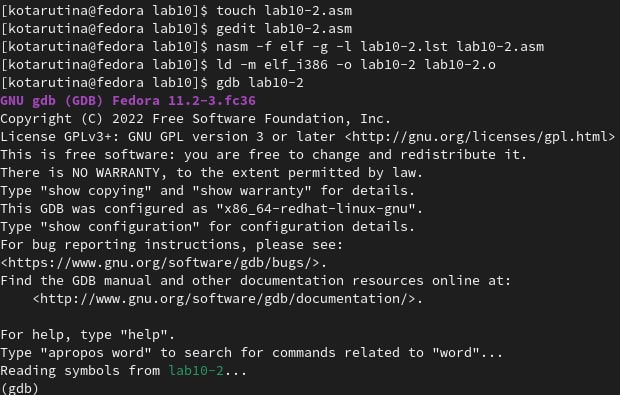 [kotarutina@fedora lab10]$ touch lab10-2.asm
[kotarutina@fedora lab10]$ gedit lab10-2.asm
[kotarutina@fedora lab10]$ nasm -f elf -g -l lab10-2.lst lab10-2.asm
[kotarutina@fedora lab10]$ ld -m elf_i386 -o lab10-2 lab10-2.o
[kotarutina@fedora lab10]$ gdb lab10-2
GNU gdb (GDB) Fedora 11.2-3.fc36
Copyright (C) 2022 Free Software Foundation, Inc.
License GPLv3+: GNU GPL version 3 or later <http://gnu.org/licenses/gpl.html>
This is free software: you are free to change and redistribute it.
There is NO WARRANTY, to the extent permitted by law.
Type "show copying" and "show warranty" for details.
This GDB was configured as "x86_64-redhat-linux-gnu".
Type "show configuration" for configuration details.
For bug reporting instructions, please see:
<https://www.gnu.org/software/gdb/bugs/>.
Find the GDB manual and other documentation resources online at:
    <http://www.gnu.org/software/gdb/documentation/>.

For help, type "help".
Type "apropos word" to search for commands related to "word"...
Reading symbols from lab10-2...
(gdb)